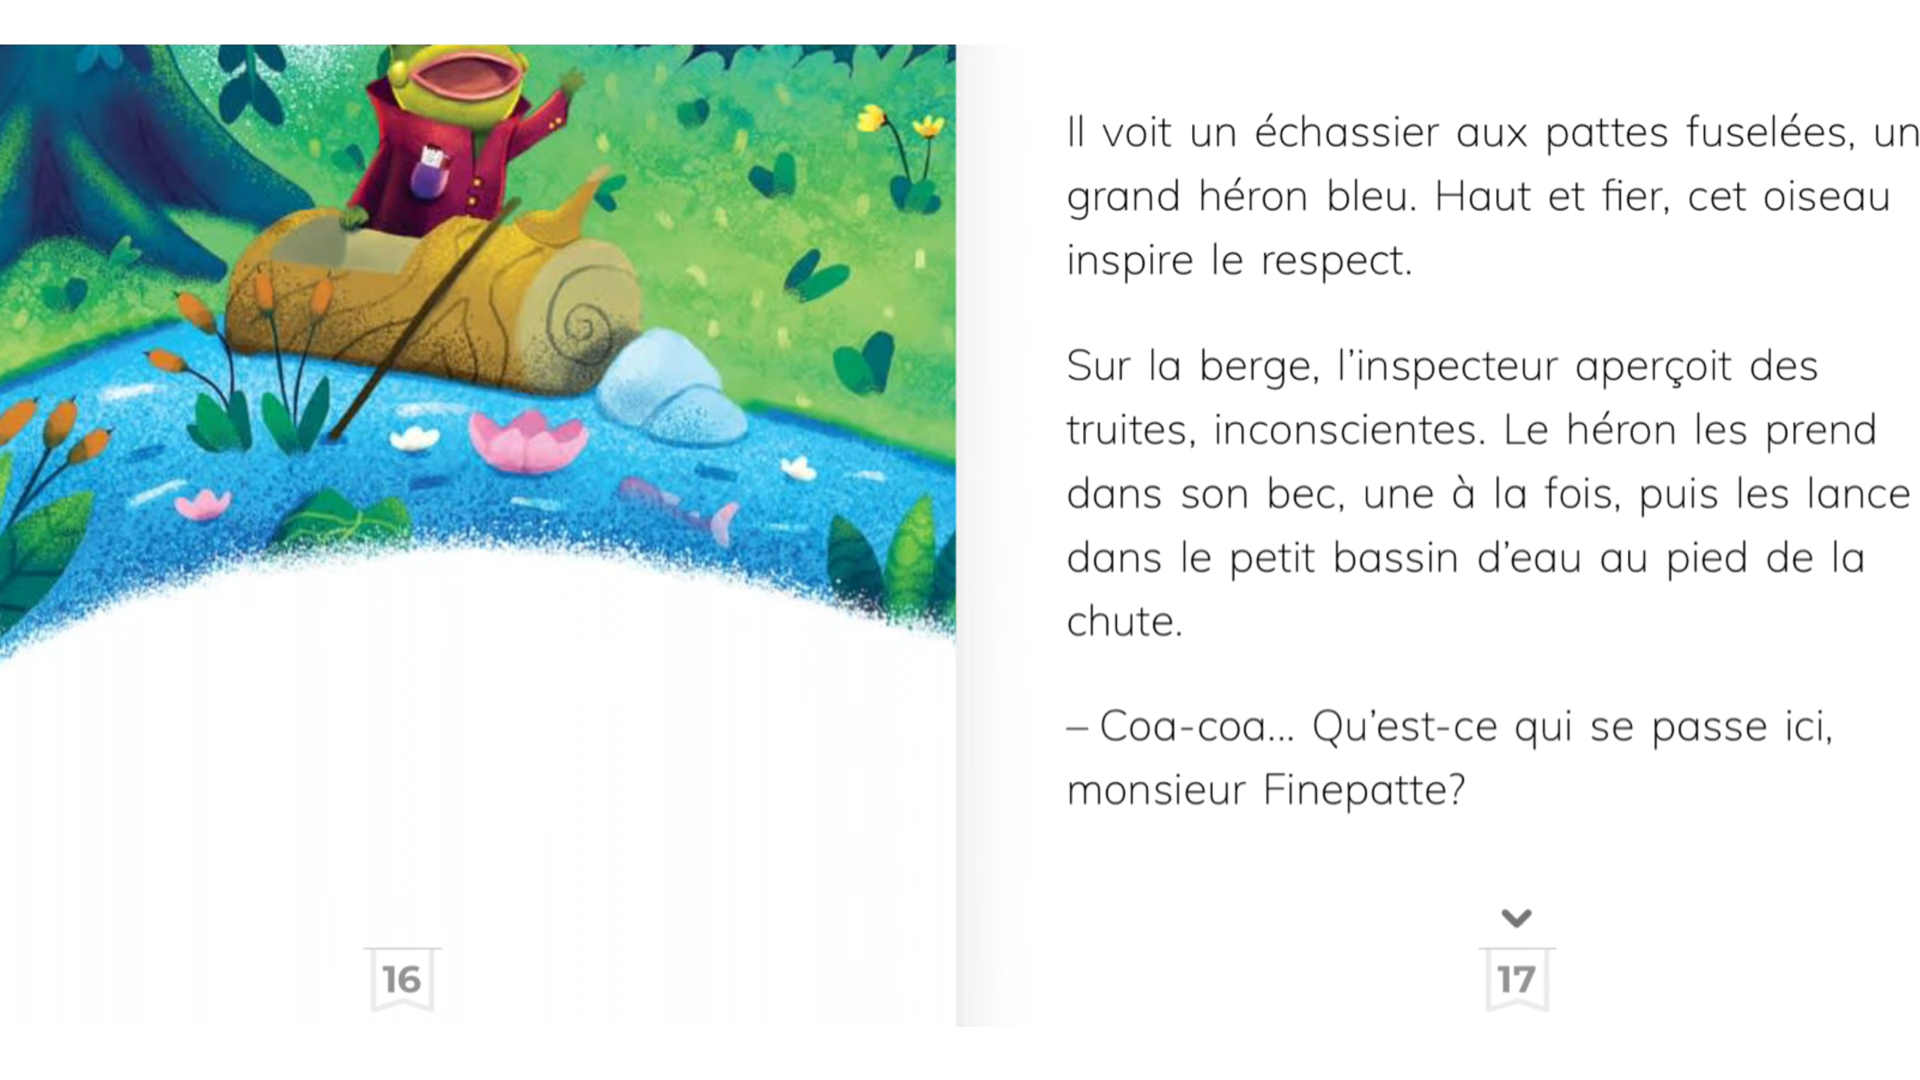 Il voit un échassier aux pattes fuselées, un
grand héron bleu. Haut et fier, cet oiseau
inspire le respect.
Sur la berge, l’inspecteur aperçoit des
truites, inconscientes. Le héron les prend
dans son bec, une à la fois, puis les lance
dans le petit bassin d’eau au pied de la
chute.
– Coa-coa... Qu’est-ce qui se passe ici,
monsieur Finepatte?
16
17